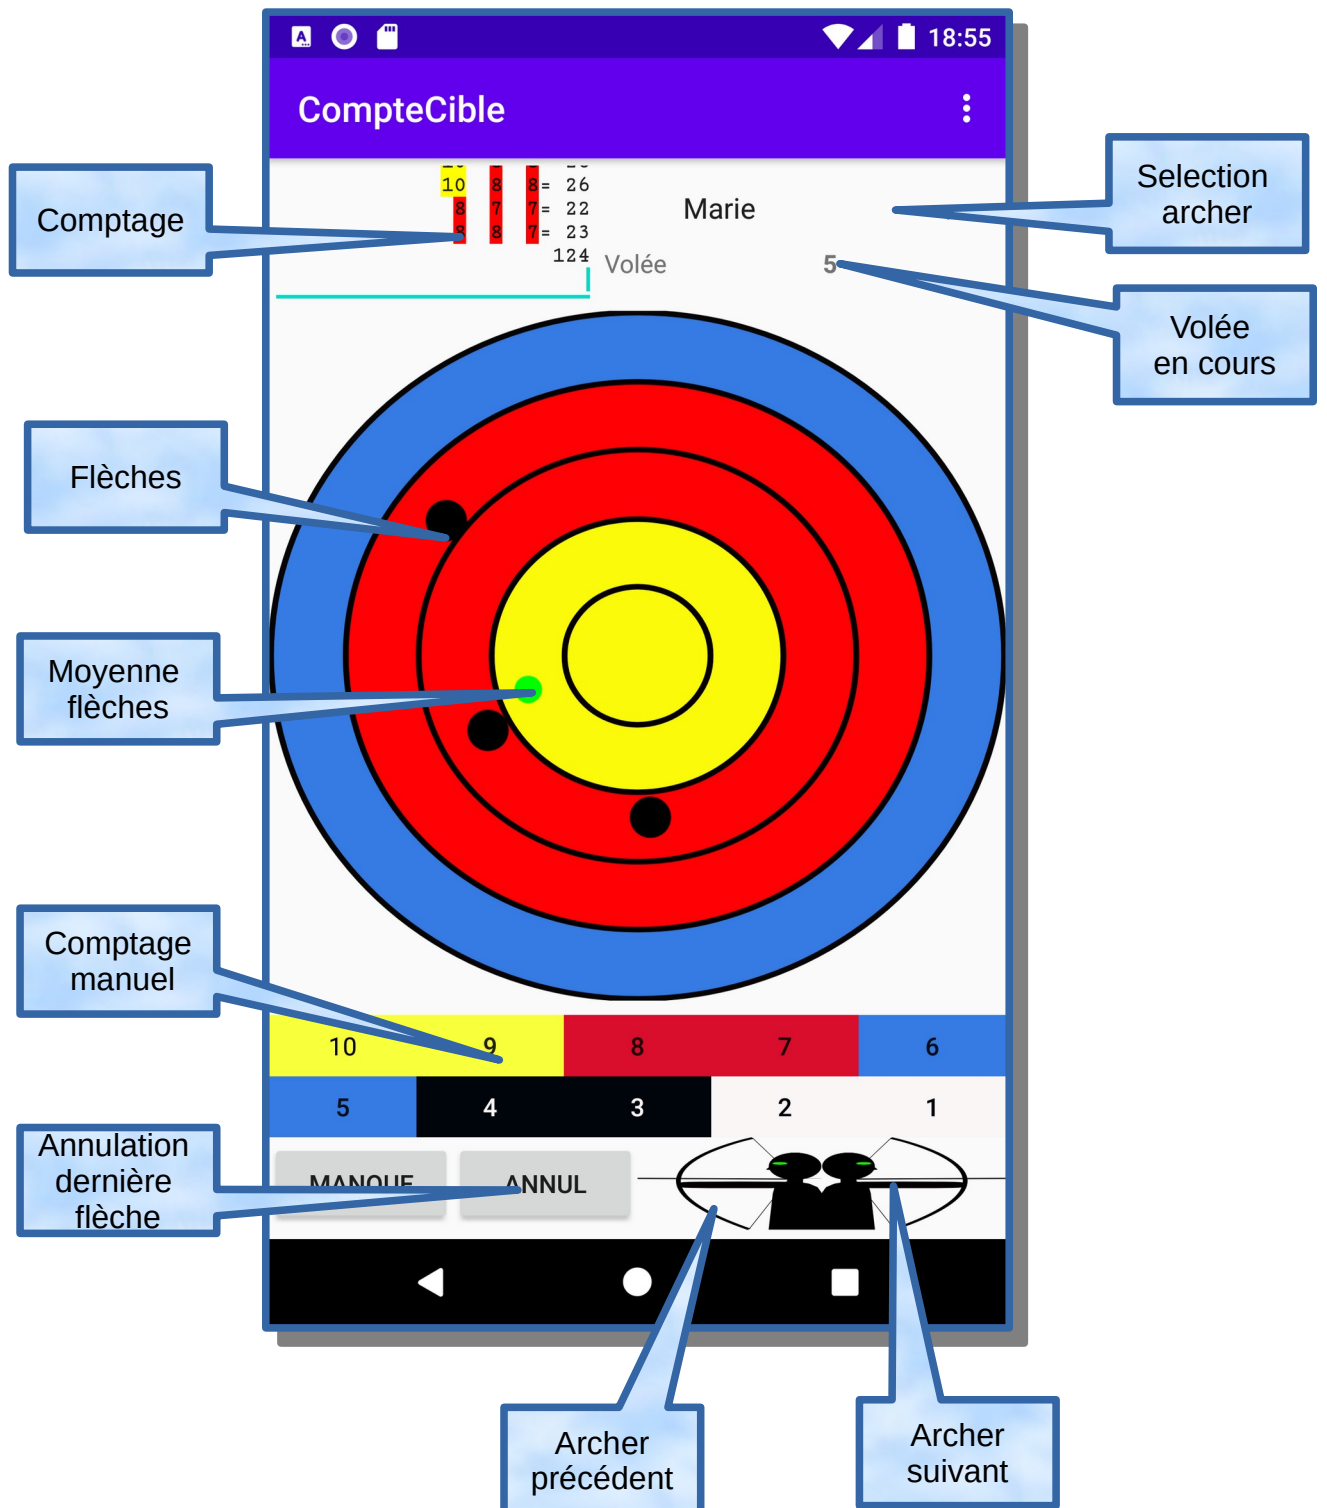 18:55
CompteCible
10 8 8= 26
8 7 7= 22
8 8 7= 23
124
Marie
Volée 5
Comptage
Selection
archer
Volée
en cours
Flèches
Moyenne
flèches
Comptage
manuel
10 9 8 7 6
5 4 3 2 1
Annulation
dernière
flèche
MANQUE ANNUL
Archer
précédent
Archer
suivant